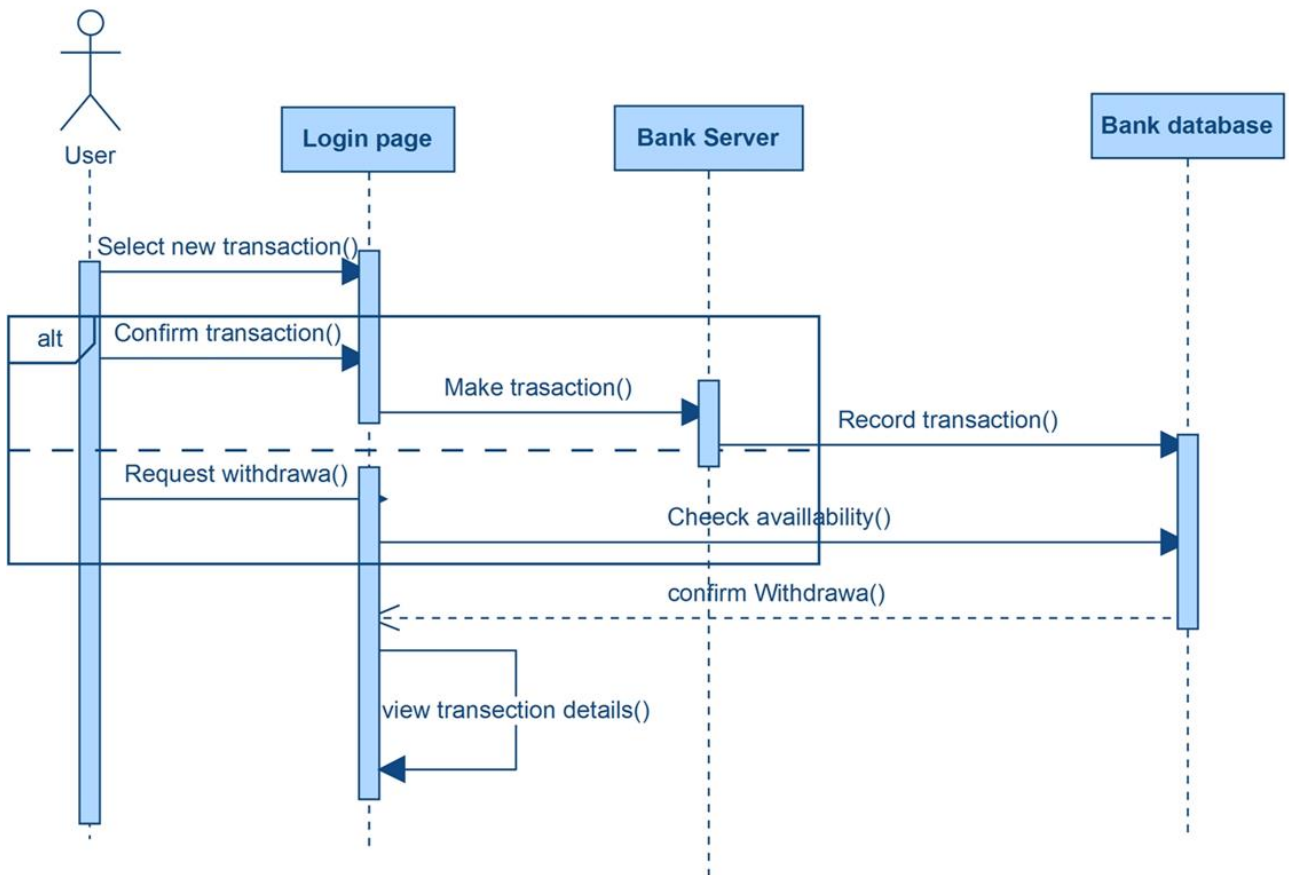 User
Login page
Bank Server
Bank database
Select new transaction()
alt
Confirm transaction()
Make trasaction()
Record transaction()
Request withdrawa()
Cheeck availlability()
confirm Withdrawa()
view transection details()